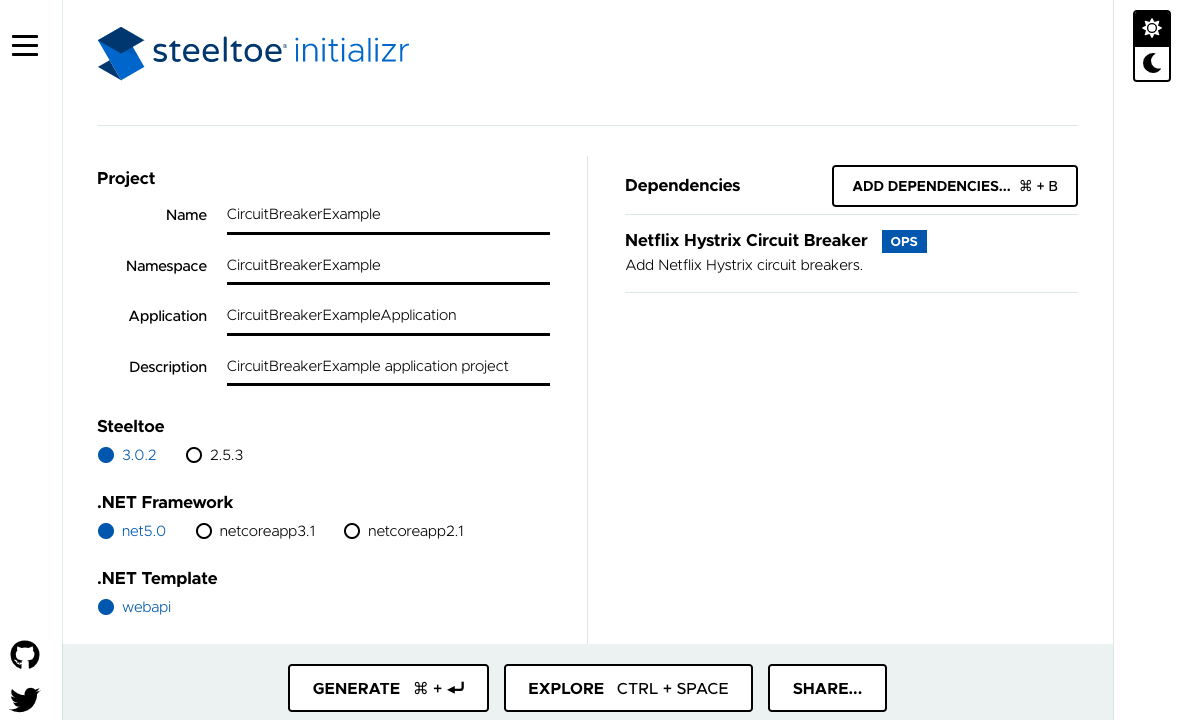 steeltoe® initializr
Project
Name CircuitBreakerExample
Namespace CircuitBreakerExample
Application CircuitBreakerExampleApplication
Description CircuitBreakerExample application project
Steeltoe
3.0.2 2.5.3
.NET Framework
net5.0 netcoreapp3.1 netcoreapp2.1
.NET Template
webapi
Dependencies ADD DEPENDENCIES... ⌘ + B
Netflix Hystrix Circuit Breaker OPS
Add Netflix Hystrix circuit breakers.
GENERATE ⌘ + ⏎ EXPLORE CTRL + SPACE SHARE...